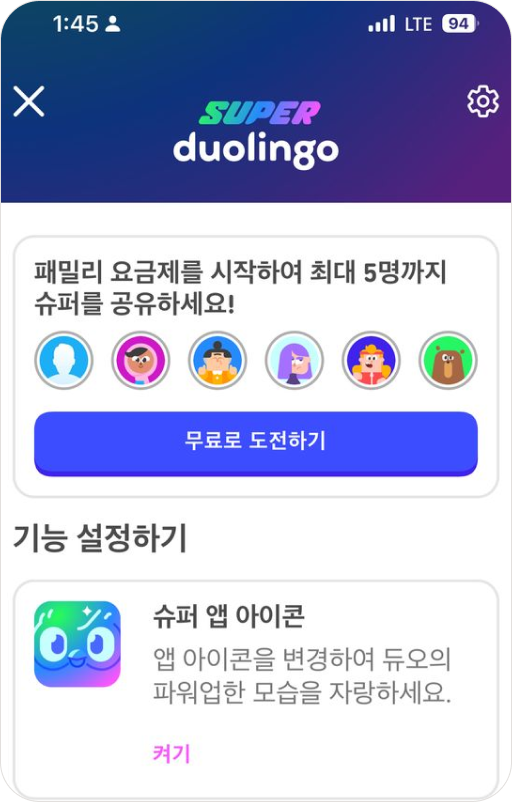 1:45
LTE 94
SUPER
duolingo
패밀리 요금제를 시작하여 최대 5명까지
슈퍼를 공유하세요!
무료로 도전하기
기능 설정하기
슈퍼 앱 아이콘
앱 아이콘을 변경하여 듀오의
파워업한 모습을 자랑하세요.
켜기